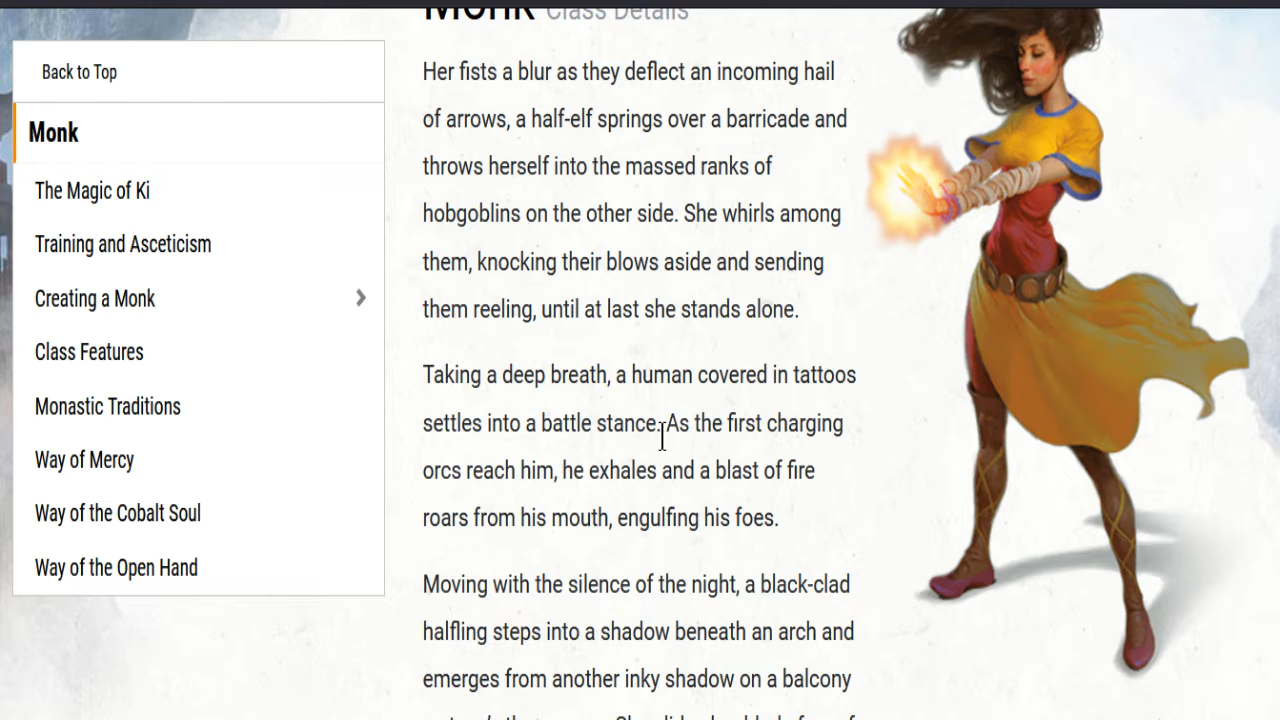 Monk Class Details
Back to Top
Monk
The Magic of Ki
Training and Asceticism
Creating a Monk
Class Features
Monastic Traditions
Way of Mercy
Way of the Cobalt Soul
Way of the Open Hand
Her fists a blur as they deflect an incoming hail
of arrows, a half-elf springs over a barricade and
throws herself into the massed ranks of
hobgoblins on the other side. She whirls among
them, knocking their blows aside and sending
them reeling, until at last she stands alone.
Taking a deep breath, a human covered in tattoos
settles into a battle stance. As the first charging
orcs reach him, he exhales and a blast of fire
roars from his mouth, engulfing his foes.
Moving with the silence of the night, a black-clad
halfling steps into a shadow beneath an arch and
emerges from another inky shadow on a balcony